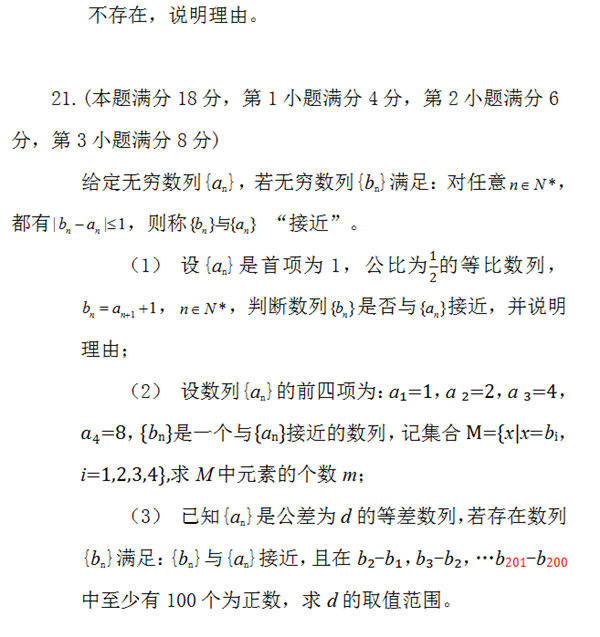 不存在，说明理由。
21.(本题满分 18 分，第 1 小题满分 4 分，第 2 小题满分 6
分，第 3 小题满分 8 分)
给定无穷数列{aₙ}，若无穷数列{bₙ}满足：对任意 n∈N*，
都有|bₙ−aₙ|≤1，则称{bₙ}与{aₙ} “接近”。
（1） 设{aₙ}是首项为 1，公比为1/2的等比数列，
bₙ=aₙ₊₁+1，n∈N*，判断数列{bₙ}是否与{aₙ}接近，并说明
理由；
（2） 设数列{aₙ}的前四项为：a₁=1，a ₂=2，a ₃=4，
a₄=8，{bₙ}是一个与{aₙ}接近的数列，记集合 M={x|x=bᵢ，
i=1,2,3,4},求 M 中元素的个数 m；
（3） 已知{aₙ}是公差为 d 的等差数列,若存在数列
{bₙ}满足：{bₙ}与{aₙ}接近，且在 b₂−b₁，b₃−b₂，…b₂₀₁−b₂₀₀
中至少有 100 个为正数，求 d 的取值范围。